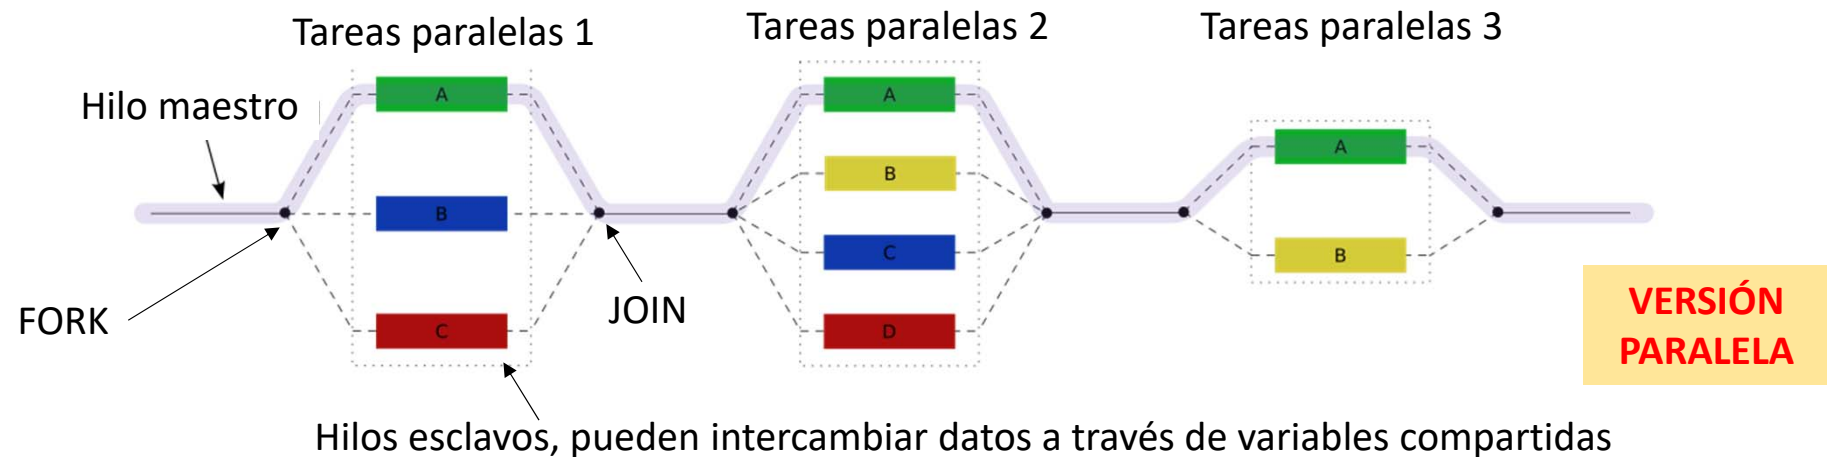 Tareas paralelas 1
Tareas paralelas 2
Tareas paralelas 3
Hilo maestro
A
B
C
A
B
C
D
A
B
FORK
JOIN
VERSIÓN
PARALELA
Hilos esclavos, pueden intercambiar datos a través de variables compartidas